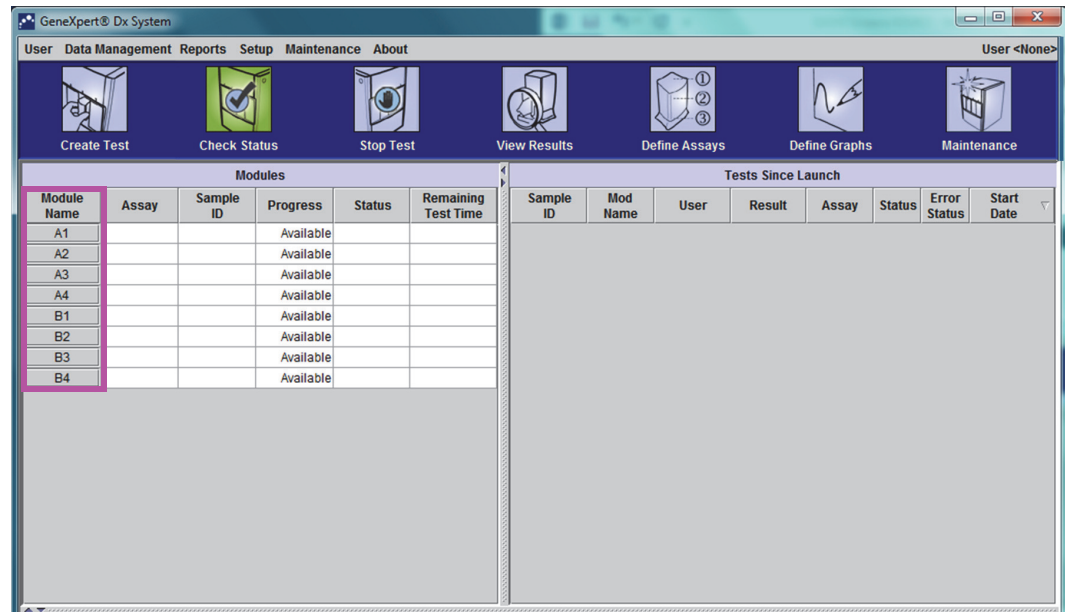 GeneXpert® Dx System
User Data Management Reports Setup Maintenance About User <None>
Create Test Check Status Stop Test View Results Define Assays Define Graphs Maintenance
① ② ③
Modules
Module Name Assay Sample ID Progress Status Remaining Test Time
A1 Available
A2 Available
A3 Available
A4 Available
B1 Available
B2 Available
B3 Available
B4 Available
Tests Since Launch
Sample ID Mod Name User Result Assay Status Error Status Start Date